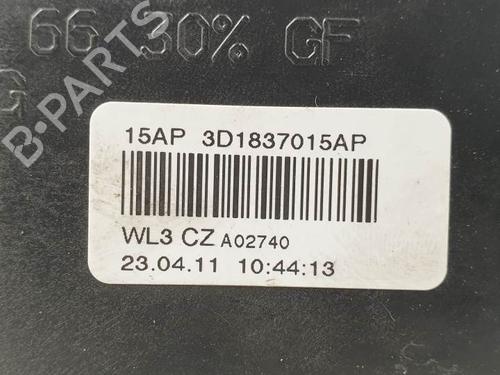 66 30% GF
G
B-PARTS
15AP 3D1837015AP
WL3 CZ A02740
23.04.11 10:44:13